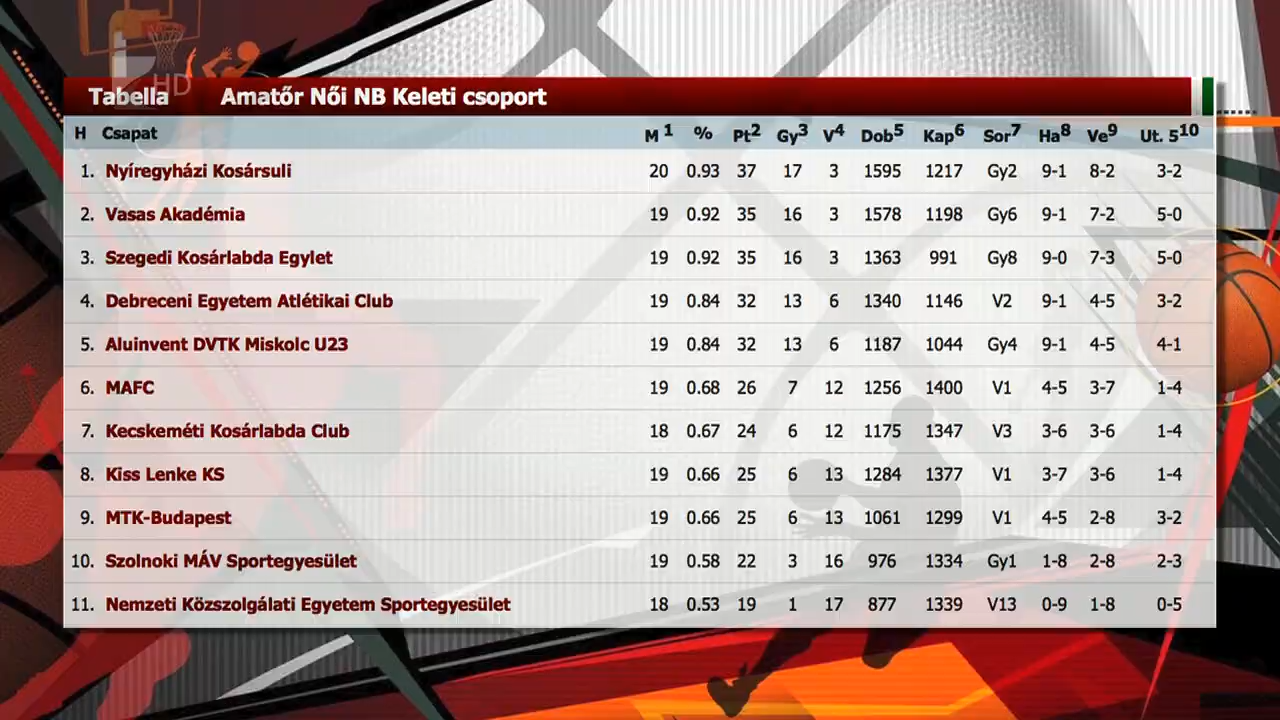 HD
Tabella Amatőr Női NB Keleti csoport
H Csapat M 1 % Pt2 Gy3 V4 Dob5 Kap6 Sor7 Ha8 Ve9 Ut. 510
1. Nyíregyházi Kosársuli 20 0.93 37 17 3 1595 1217 Gy2 9-1 8-2 3-2
2. Vasas Akadémia 19 0.92 35 16 3 1578 1198 Gy6 9-1 7-2 5-0
3. Szegedi Kosárlabda Egylet 19 0.92 35 16 3 1363 991 Gy8 9-0 7-3 5-0
4. Debreceni Egyetem Atlétikai Club 19 0.84 32 13 6 1340 1146 V2 9-1 4-5 3-2
5. Aluinvent DVTK Miskolc U23 19 0.84 32 13 6 1187 1044 Gy4 9-1 4-5 4-1
6. MAFC 19 0.68 26 7 12 1256 1400 V1 4-5 3-7 1-4
7. Kecskeméti Kosárlabda Club 18 0.67 24 6 12 1175 1347 V3 3-6 3-6 1-4
8. Kiss Lenke KS 19 0.66 25 6 13 1284 1377 V1 3-7 3-6 1-4
9. MTK-Budapest 19 0.66 25 6 13 1061 1299 V1 4-5 2-8 3-2
10. Szolnoki MÁV Sportegyesület 19 0.58 22 3 16 976 1334 Gy1 1-8 2-8 2-3
11. Nemzeti Közszolgálati Egyetem Sportegyesület 18 0.53 19 1 17 877 1339 V13 0-9 1-8 0-5